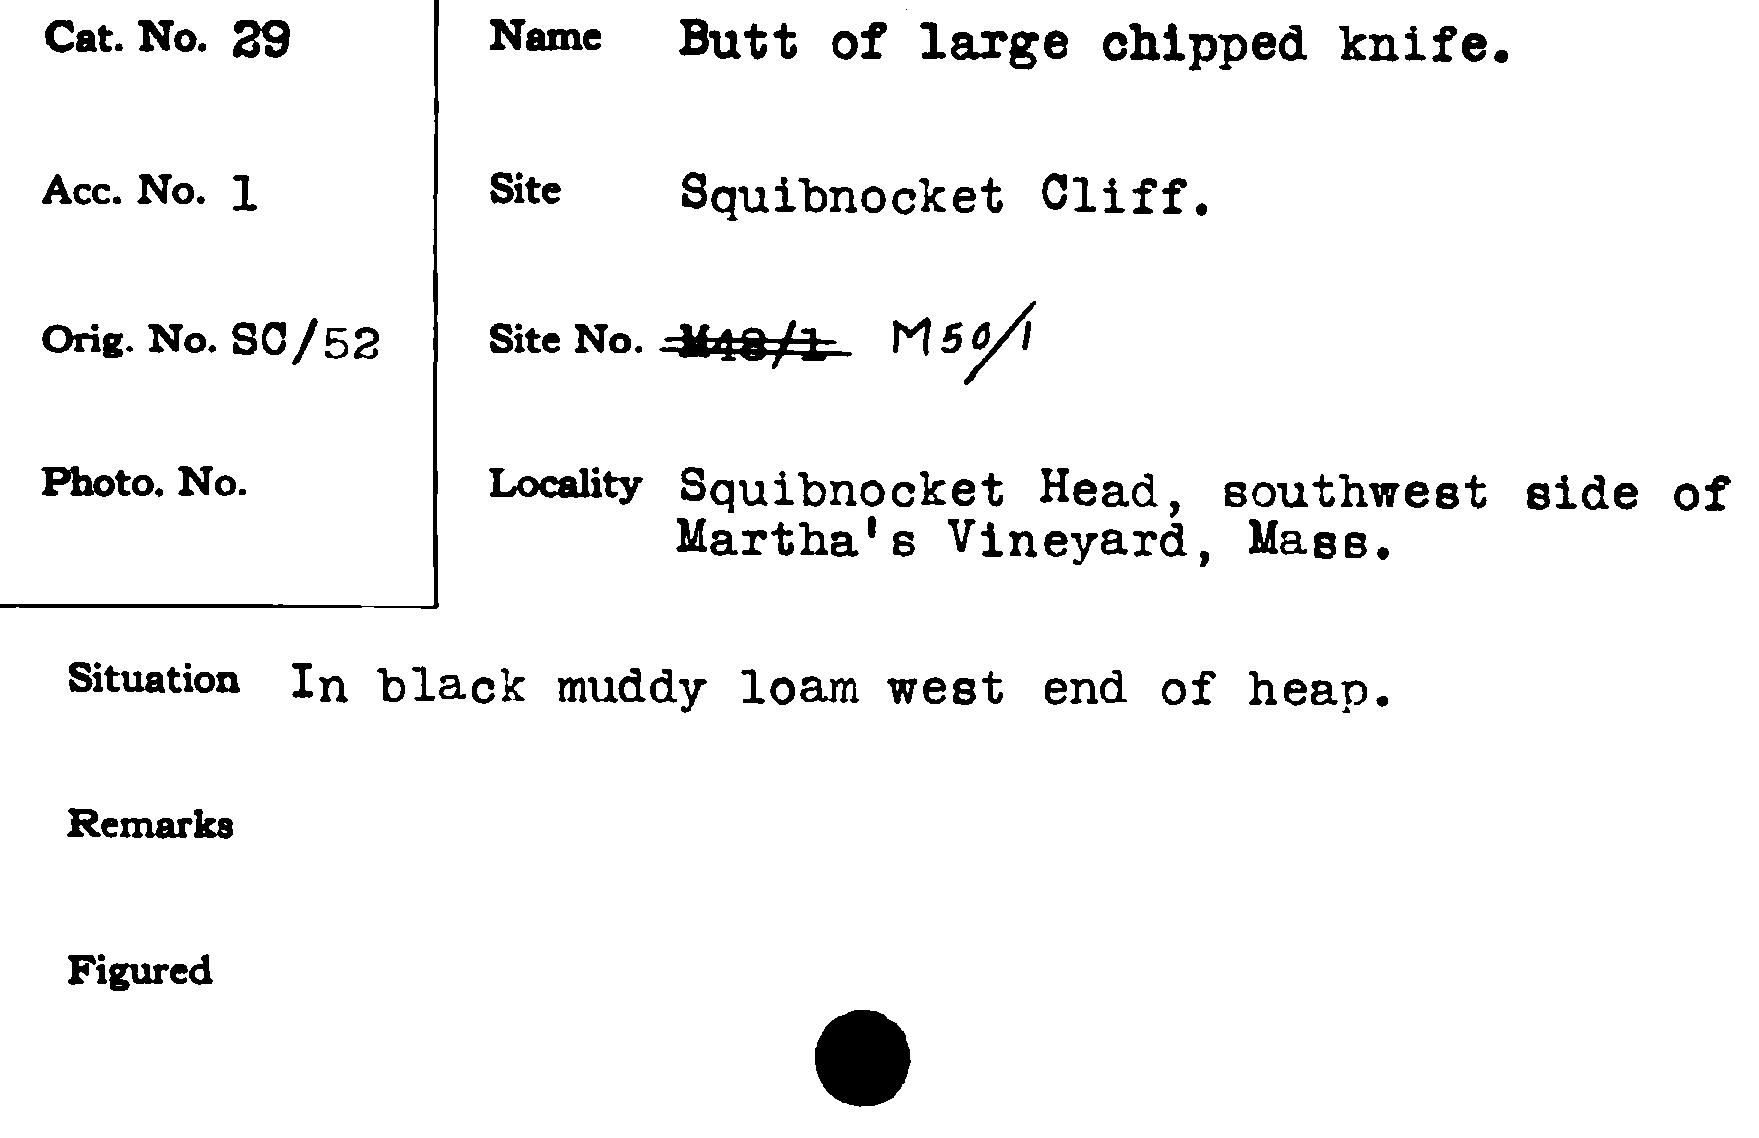 Cat. No. 29
Name Butt of large chipped knife.
Acc. No. 1
Site Squibnocket Cliff.
Orig. No. SC/52
Site No. M48/1 M50/1
Photo. No.
Locality Squibnocket Head, southwest side of
Martha's Vineyard, Mass.
Situation In black muddy loam west end of heap.
Remarks
Figured